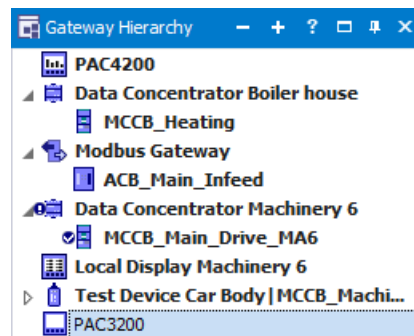 Gateway Hierarchy
PAC4200
Data Concentrator Boiler house
MCCB_Heating
Modbus Gateway
ACB_Main_Infeed
Data Concentrator Machinery 6
MCCB_Main_Drive_MA6
Local Display Machinery 6
Test Device Car Body|MCCB_Machi...
PAC3200